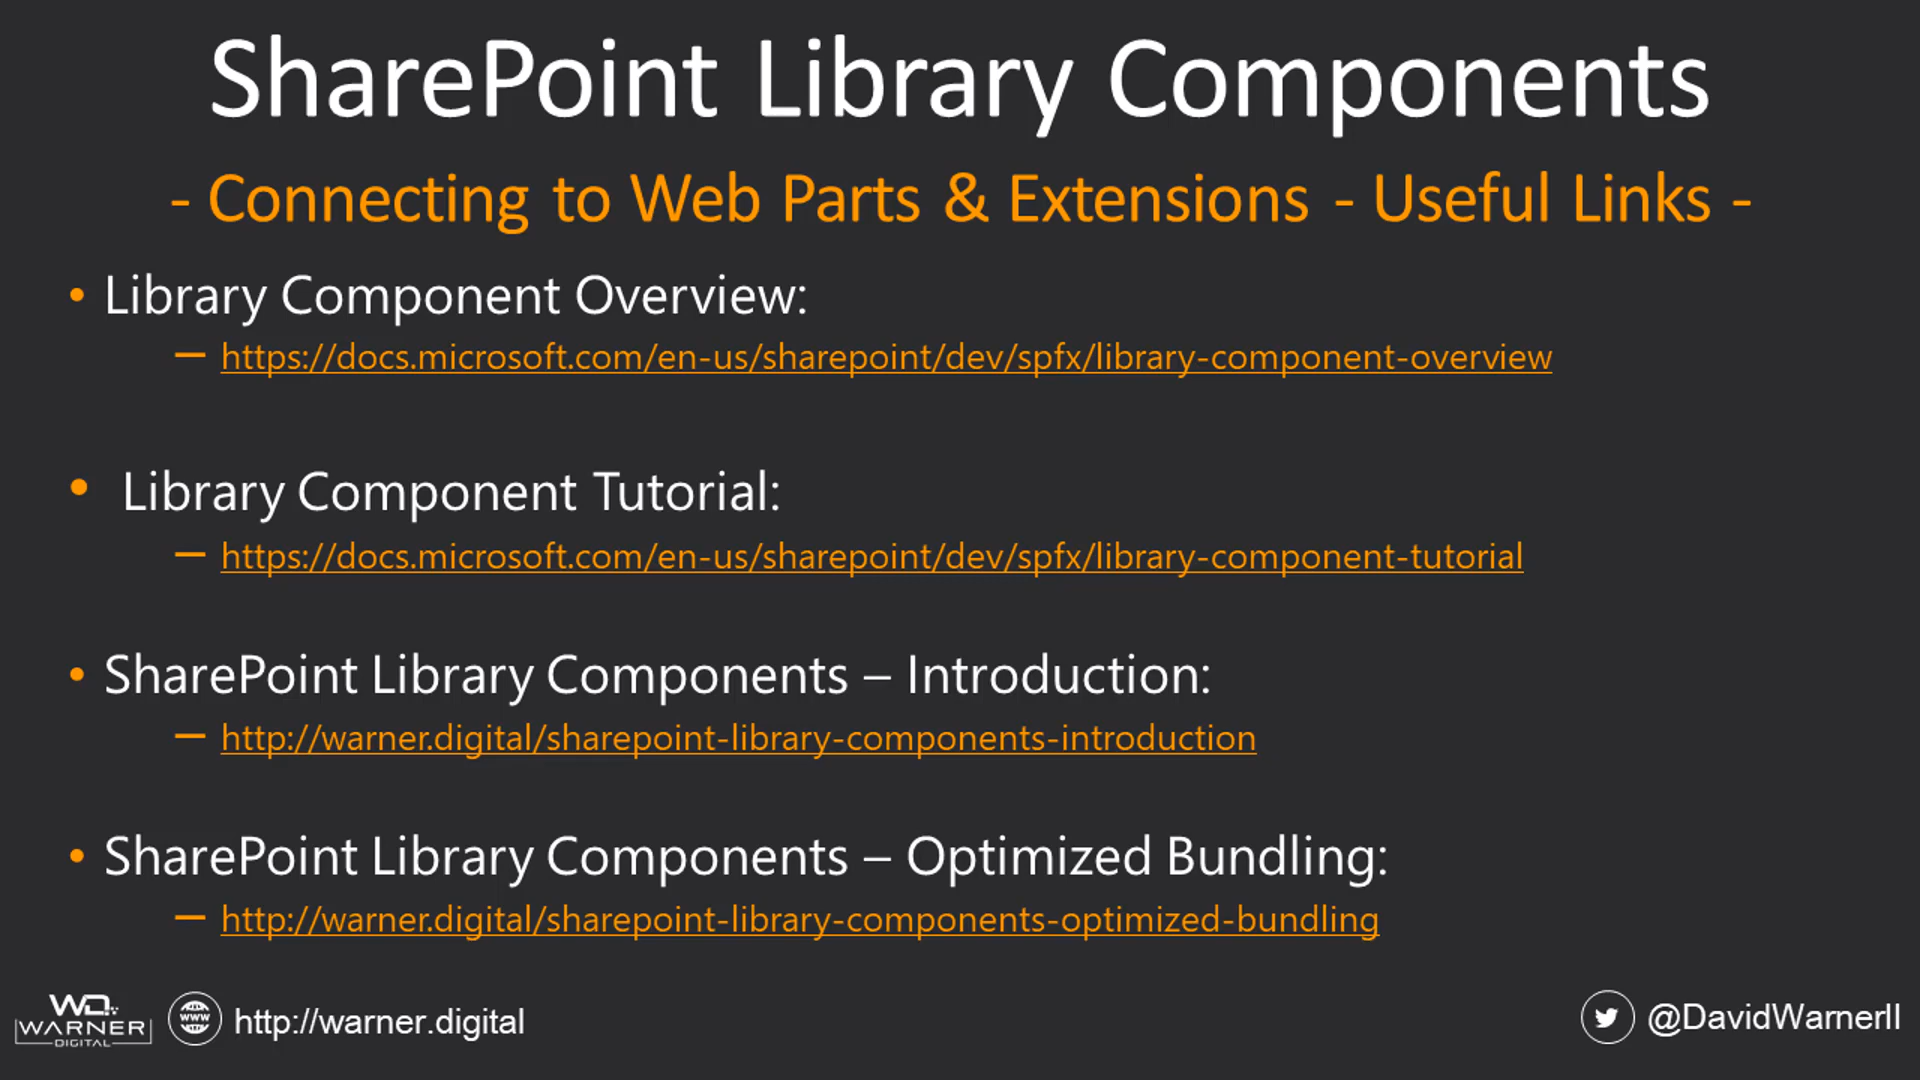 SharePoint Library Components
- Connecting to Web Parts & Extensions - Useful Links -
• Library Component Overview:
– https://docs.microsoft.com/en-us/sharepoint/dev/spfx/library-component-overview
• Library Component Tutorial:
– https://docs.microsoft.com/en-us/sharepoint/dev/spfx/library-component-tutorial
• SharePoint Library Components – Introduction:
– http://warner.digital/sharepoint-library-components-introduction
• SharePoint Library Components – Optimized Bundling:
– http://warner.digital/sharepoint-library-components-optimized-bundling
WD
WARNER
DIGITAL
WWW
http://warner.digital
@DavidWarnerII